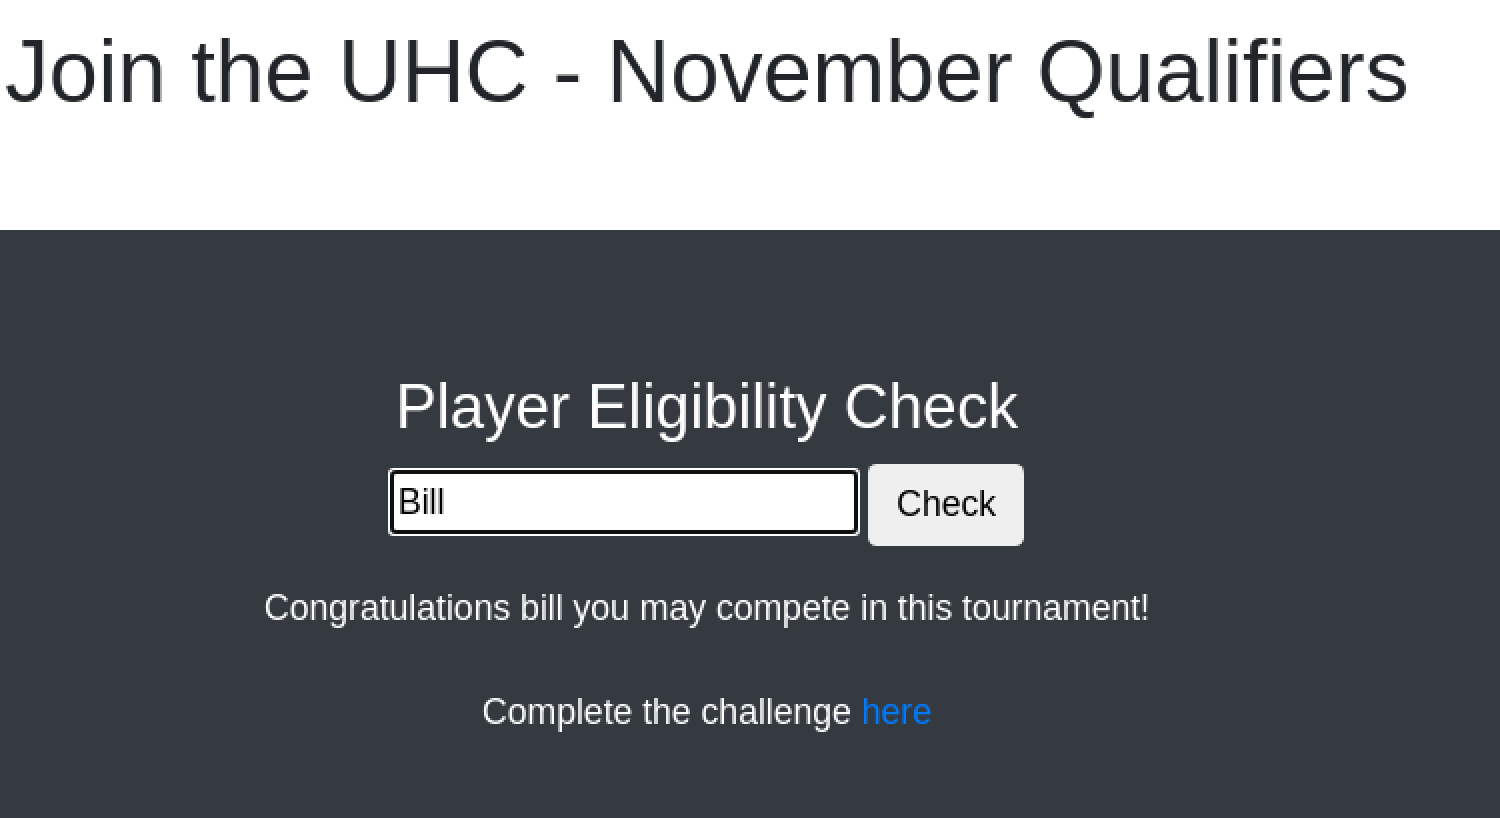 Join the UHC - November Qualifiers
Player Eligibility Check
Bill
Check
Congratulations bill you may compete in this tournament!
Complete the challenge here